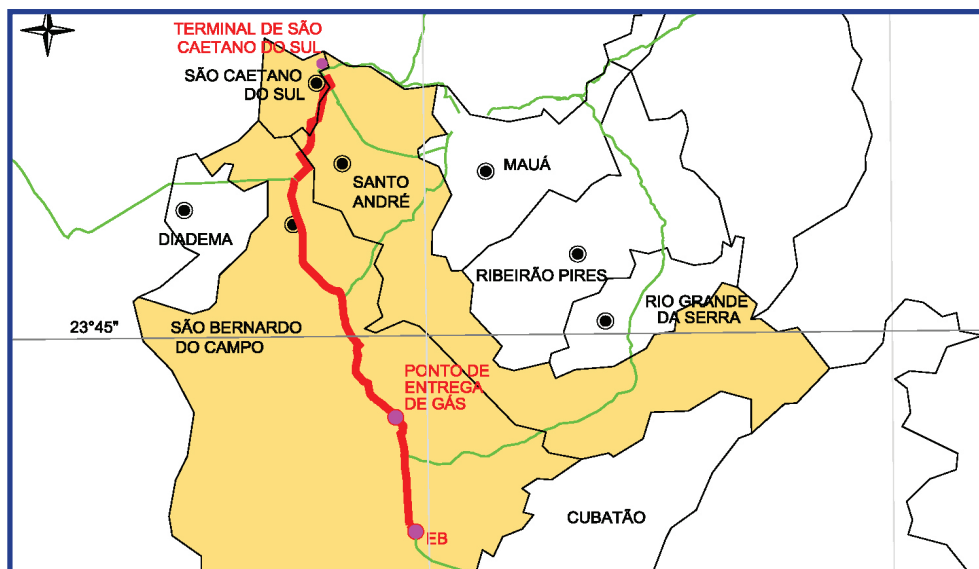 TERMINAL DE SÃO
CAETANO DO SUL
SÃO CAETANO
DO SUL
MAUÁ
SANTO
ANDRÉ
DIADEMA
RIBEIRÃO PIRES
RIO GRANDE
DA SERRA
23°45"
SÃO BERNARDO
DO CAMPO
PONTO DE
ENTREGA
DE GÁS
CUBATÃO
EB